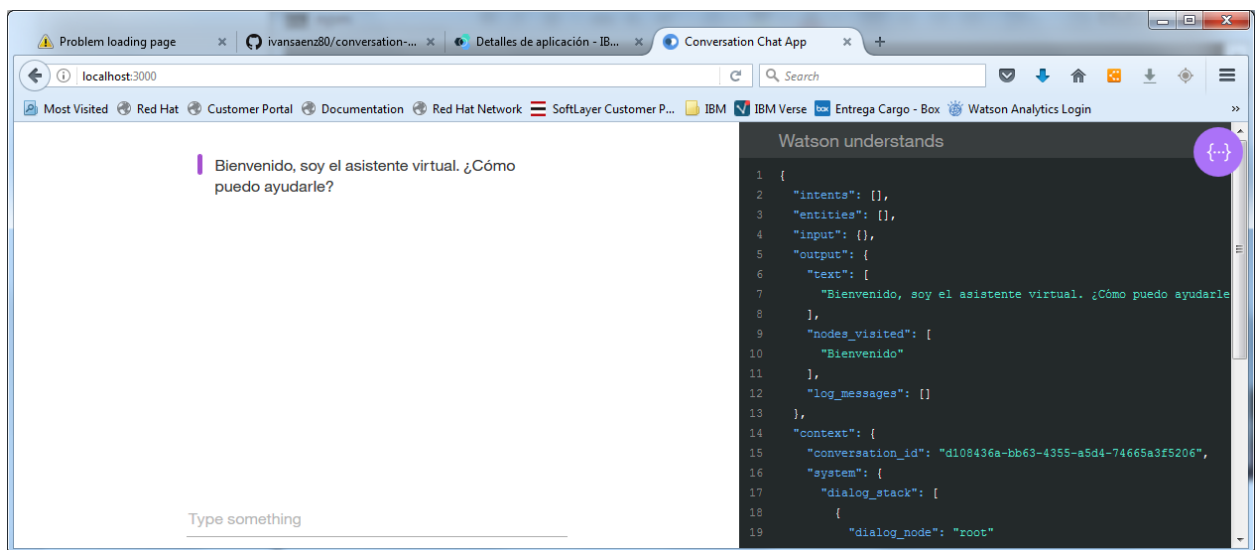 Problem loading page
ivansaenz80/conversation-...
Detalles de aplicación - IB...
Conversation Chat App
localhost:3000
Search
Most Visited
Red Hat
Customer Portal
Documentation
Red Hat Network
SoftLayer Customer P...
IBM
IBM Verse
Entrega Cargo - Box
Watson Analytics Login
Bienvenido, soy el asistente virtual. ¿Cómo
puedo ayudarle?
Type something
Watson understands
{···}
1 {
2 "intents": [],
3 "entities": [],
4 "input": {},
5 "output": {
6 "text": [
7 "Bienvenido, soy el asistente virtual. ¿Cómo puedo ayudarle
8 ],
9 "nodes_visited": [
10 "Bienvenido"
11 ],
12 "log_messages": []
13 },
14 "context": {
15 "conversation_id": "d108436a-bb63-4355-a5d4-74665a3f5206",
16 "system": {
17 "dialog_stack": [
18 {
19 "dialog_node": "root"